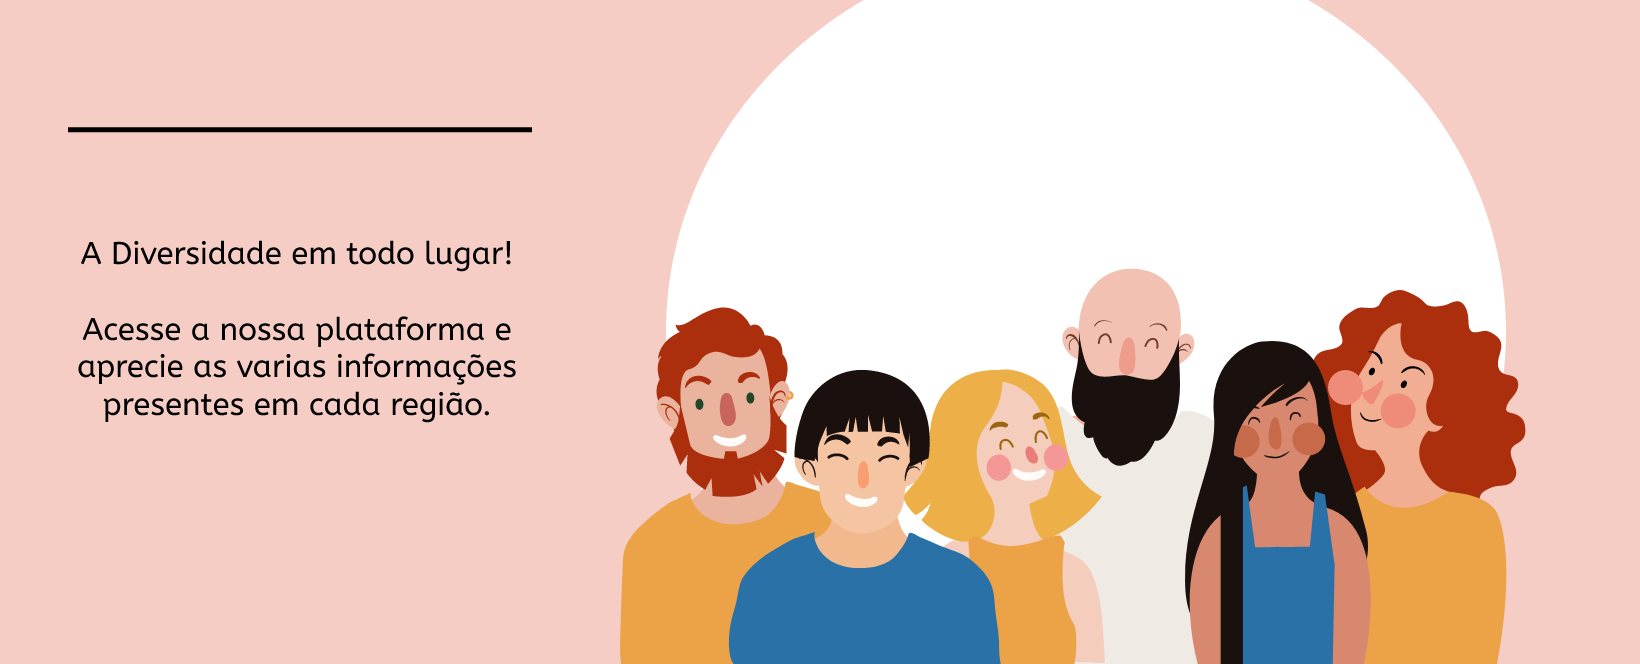 A Diversidade em todo lugar!
Acesse a nossa plataforma e
aprecie as varias informações
presentes em cada região.